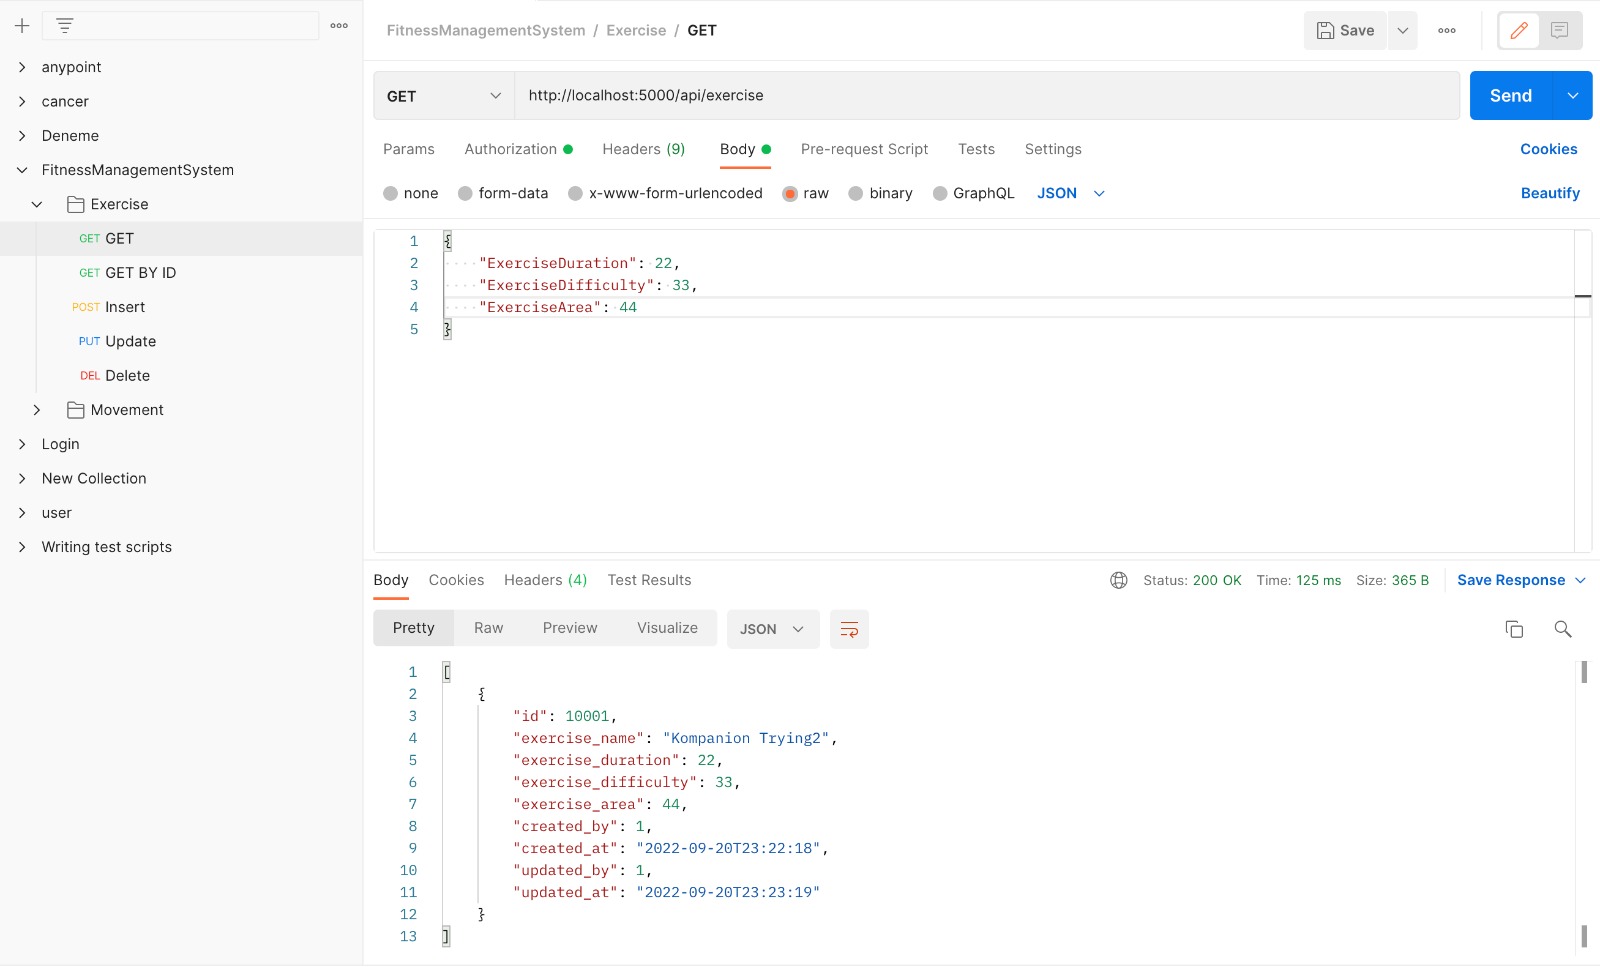 anypoint
cancer
Deneme
FitnessManagementSystem
Exercise
GET GET
GET GET BY ID
POST Insert
PUT Update
DEL Delete
Movement
Login
New Collection
user
Writing test scripts
FitnessManagementSystem / Exercise / GET
Save
GET http://localhost:5000/api/exercise Send
Params Authorization Headers (9) Body Pre-request Script Tests Settings Cookies
none form-data x-www-form-urlencoded raw binary GraphQL JSON Beautify
1 {
2 "ExerciseDuration": 22,
3 "ExerciseDifficulty": 33,
4 "ExerciseArea": 44
5 }
Body Cookies Headers (4) Test Results Status: 200 OK Time: 125 ms Size: 365 B Save Response
Pretty Raw Preview Visualize JSON
1 [
2 {
3 "id": 10001,
4 "exercise_name": "Kompanion Trying2",
5 "exercise_duration": 22,
6 "exercise_difficulty": 33,
7 "exercise_area": 44,
8 "created_by": 1,
9 "created_at": "2022-09-20T23:22:18",
10 "updated_by": 1,
11 "updated_at": "2022-09-20T23:23:19"
12 }
13 ]